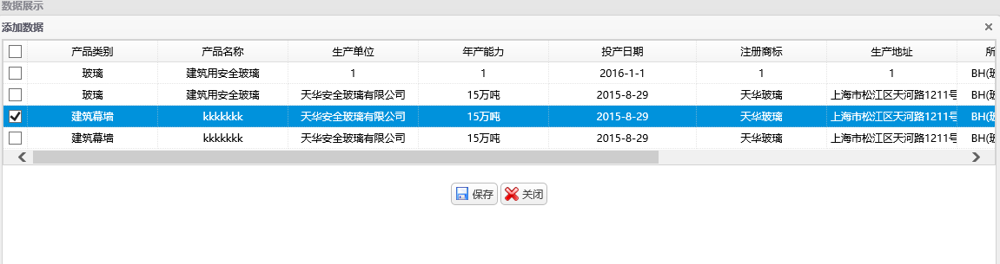 数据展示
添加数据
产品类别 产品名称 生产单位 年产能力 投产日期 注册商标 生产地址 所
玻璃 建筑用安全玻璃 1 1 2016-1-1 1 1 BH(玻
玻璃 建筑用安全玻璃 天华安全玻璃有限公司 15万吨 2015-8-29 天华玻璃 上海市松江区天河路1211号 BH(玻
建筑幕墙 kkkkkkk 天华安全玻璃有限公司 15万吨 2015-8-29 天华玻璃 上海市松江区天河路1211号 BH(玻
建筑幕墙 kkkkkkk 天华安全玻璃有限公司 15万吨 2015-8-29 天华玻璃 上海市松江区天河路1211号 BH(玻
保存 关闭